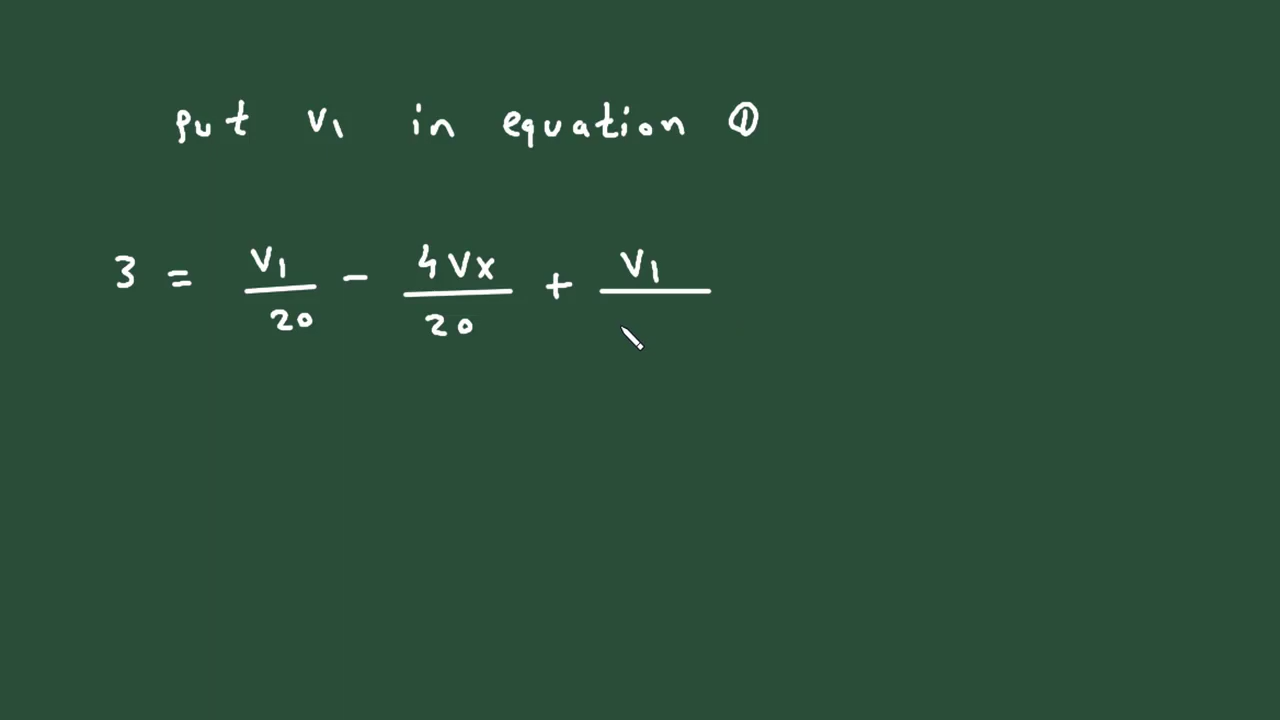 put V1 in equation ①
3 = V1/20 - 4Vx/20 + V1/